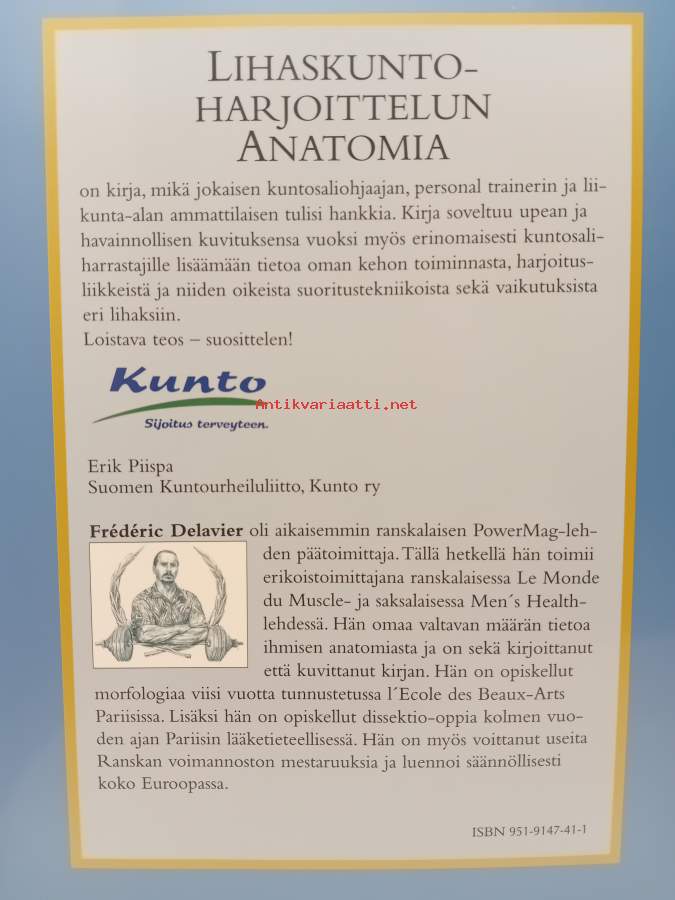 LIHASKUNTO-
HARJOITTELUN
ANATOMIA
on kirja, mikä jokaisen kuntosaliohjaajan, personal trainerin ja lii-
kunta-alan ammattilaisen tulisi hankkia. Kirja soveltuu upean ja
havainnollisen kuvituksensa vuoksi myös erinomaisesti kuntosali-
harrastajille lisäämään tietoa oman kehon toiminnasta, harjoitus-
liikkeistä ja niiden oikeista suoritustekniikoista sekä vaikutuksista
eri lihaksiin.
Loistava teos – suosittelen!
Kunto
Antikvariaatti.net
Sijoitus terveyteen.
Erik Piispa
Suomen Kuntourheiluliitto, Kunto ry
Frédéric Delavier oli aikaisemmin ranskalaisen PowerMag-leh-
den päätoimittaja. Tällä hetkellä hän toimii
erikoistoimittajana ranskalaisessa Le Monde
du Muscle- ja saksalaisessa Men´s Health-
lehdessä. Hän omaa valtavan määrän tietoa
ihmisen anatomiasta ja on sekä kirjoittanut
että kuvittanut kirjan. Hän on opiskellut
morfologiaa viisi vuotta tunnustetussa l´Ecole des Beaux-Arts
Pariisissa. Lisäksi hän on opiskellut dissektio-oppia kolmen vuo-
den ajan Pariisin lääketieteellisessä. Hän on myös voittanut useita
Ranskan voimannoston mestaruuksia ja luennoi säännöllisesti
koko Euroopassa.
ISBN 951-9147-41-1